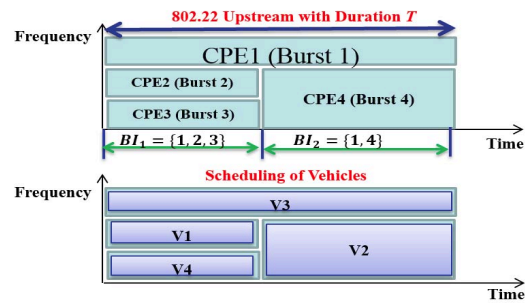 802.22 Upstream with Duration T
Frequency
CPE1 (Burst 1)
CPE2 (Burst 2)
CPE3 (Burst 3)
CPE4 (Burst 4)
BI₁ = {1, 2, 3}
BI₂ = {1, 4}
Time
Scheduling of Vehicles
Frequency
V3
V1
V2
V4
Time